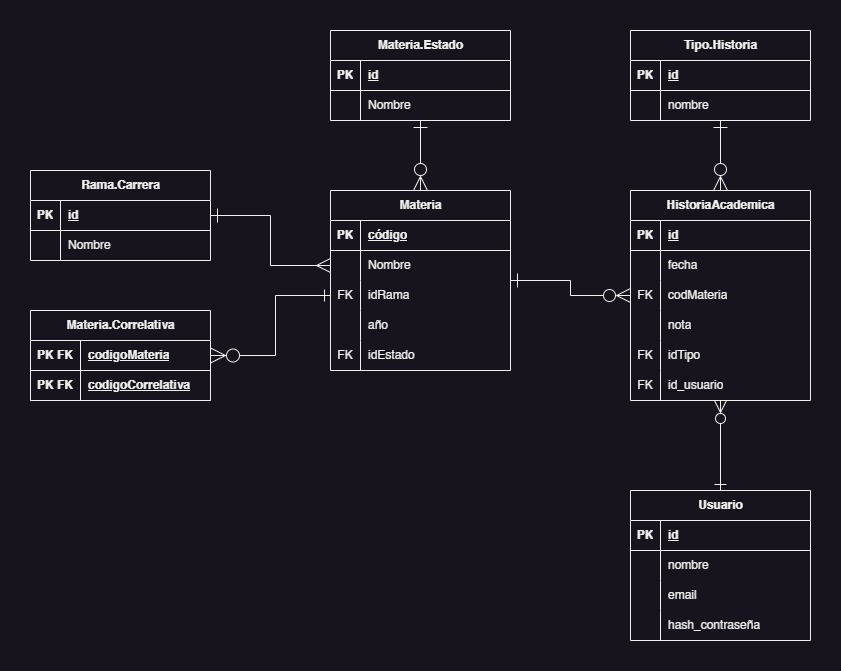 Materia.Estado
PK id
Nombre
Tipo.Historia
PK id
nombre
Rama.Carrera
PK id
Nombre
Materia
PK código
Nombre
FK idRama
año
FK idEstado
HistoriaAcademica
PK id
fecha
FK codMateria
nota
FK idTipo
FK id_usuario
Materia.Correlativa
PK FK codigoMateria
PK FK codigoCorrelativa
Usuario
PK id
nombre
email
hash_contraseña